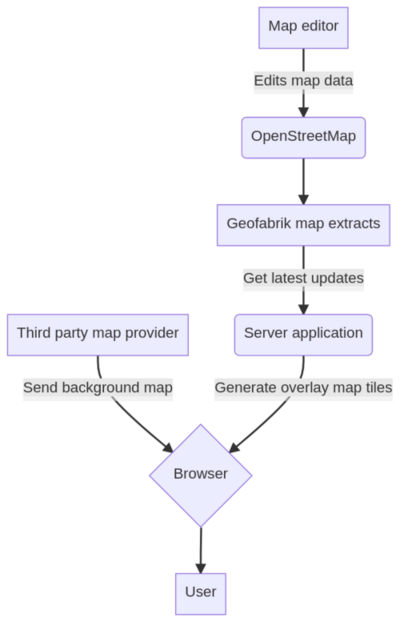 Map editor
Edits map data
OpenStreetMap
Geofabrik map extracts
Get latest updates
Third party map provider
Server application
Send background map
Generate overlay map tiles
Browser
User